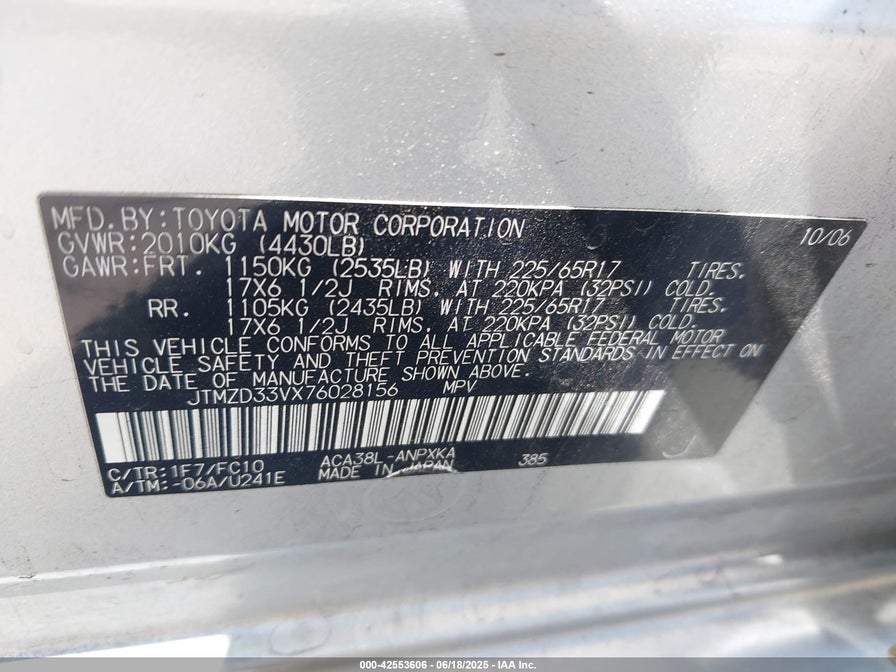 MFD. BY: TOYOTA MOTOR CORPORATION 10/06
GVWR: 2010KG (4430LB)
GAWR: FRT. 1150KG (2535LB) WITH 225/65R17 TIRES.
17X6 1/2J RIMS. AT 220KPA (32PSI) COLD.
RR. 1105KG (2435LB) WITH 225/65R17 TIRES.
17X6 1/2J RIMS. AT 220KPA (32PSI) COLD.
THIS VEHICLE CONFORMS TO ALL APPLICABLE FEDERAL MOTOR
VEHICLE SAFETY AND THEFT PREVENTION STANDARDS IN EFFECT ON
THE DATE OF MANUFACTURE SHOWN ABOVE.
JTMZD33VX76028156 MPV
J
C/TR: 1F7/FC10 ACA38L-ANPXKA 385
A/TM: -06A/U241E MADE IN JAPAN
000-42553606 - 06/18/2025 - IAA Inc.